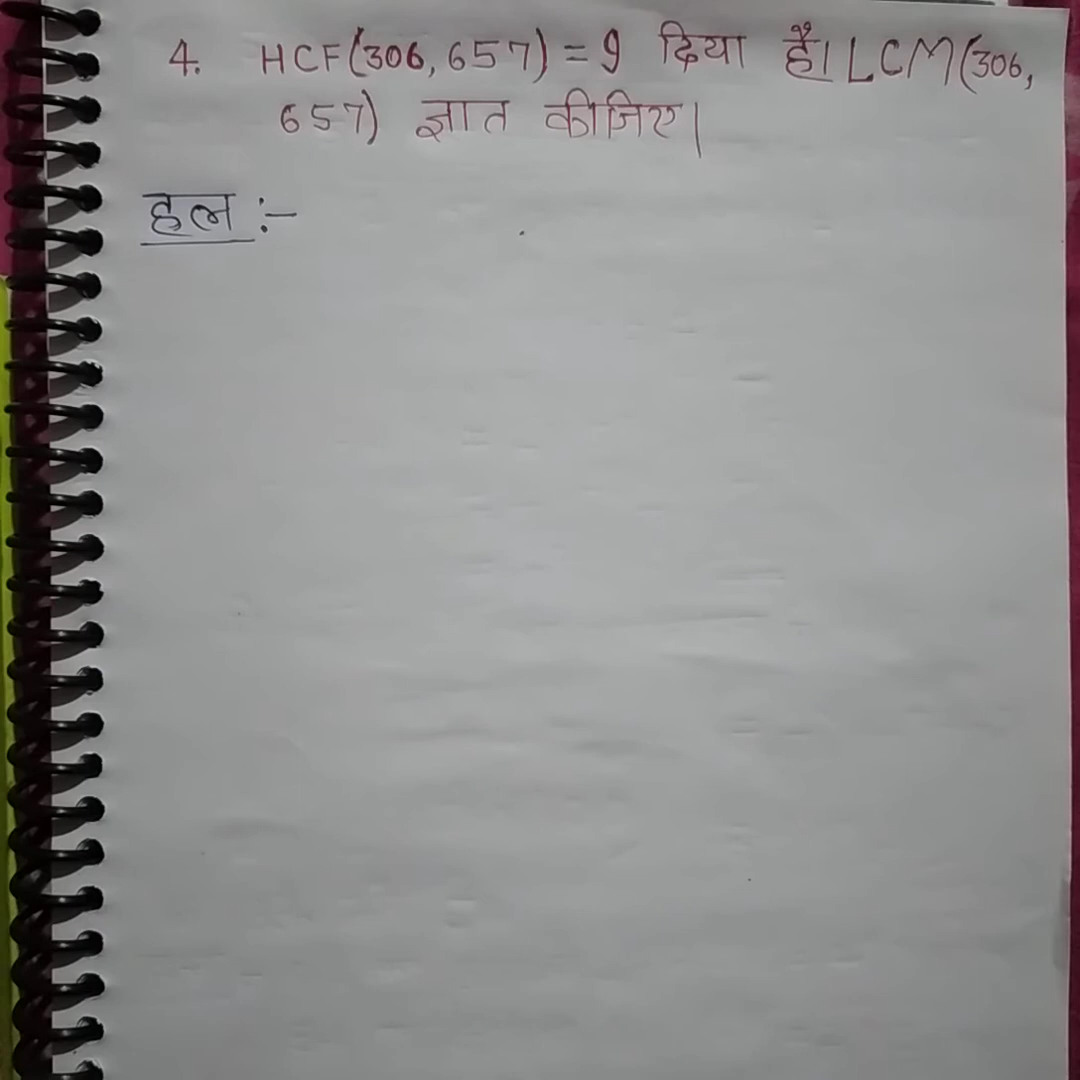 4. HCF(306,657)=9 दिया है। LCM(306,
657) ज्ञात कीजिए।
हल :-